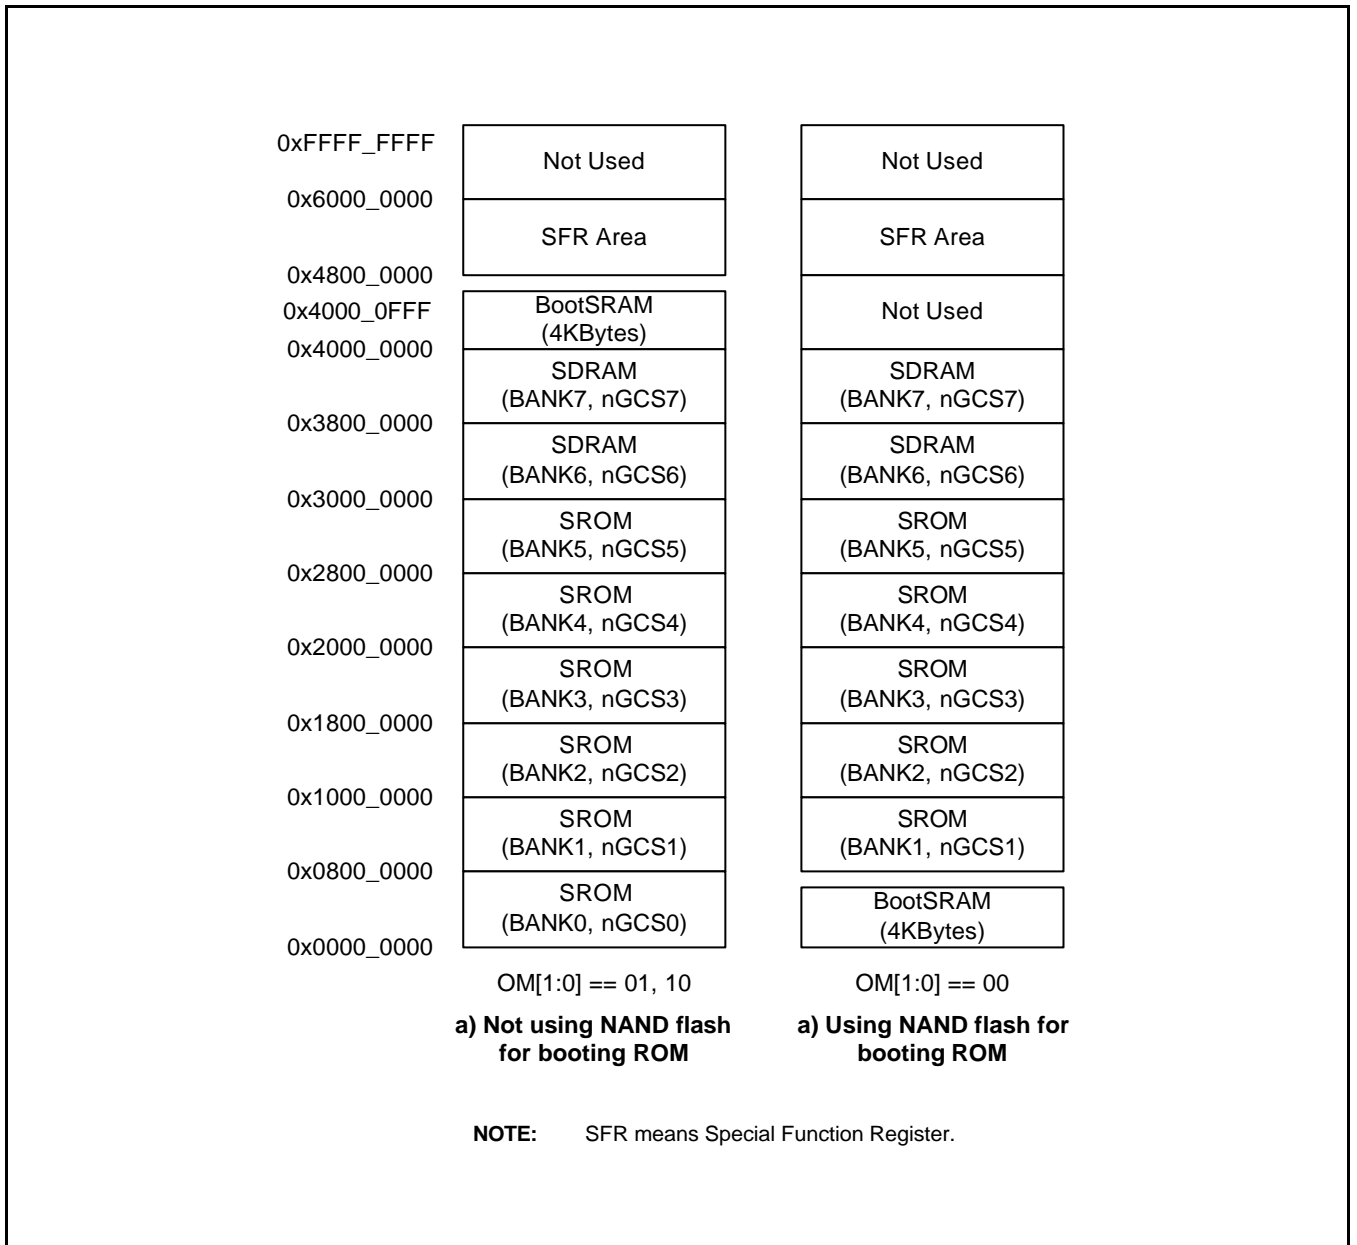 0xFFFF_FFFF
Not Used
Not Used
0x6000_0000
SFR Area
SFR Area
0x4800_0000
BootSRAM
(4KBytes)
0x4000_0FFF
Not Used
0x4000_0000
SDRAM
(BANK7, nGCS7)
SDRAM
(BANK7, nGCS7)
0x3800_0000
SDRAM
(BANK6, nGCS6)
SDRAM
(BANK6, nGCS6)
0x3000_0000
SROM
(BANK5, nGCS5)
SROM
(BANK5, nGCS5)
0x2800_0000
SROM
(BANK4, nGCS4)
SROM
(BANK4, nGCS4)
0x2000_0000
SROM
(BANK3, nGCS3)
SROM
(BANK3, nGCS3)
0x1800_0000
SROM
(BANK2, nGCS2)
SROM
(BANK2, nGCS2)
0x1000_0000
SROM
(BANK1, nGCS1)
SROM
(BANK1, nGCS1)
0x0800_0000
SROM
(BANK0, nGCS0)
BootSRAM
(4KBytes)
0x0000_0000
OM[1:0] == 01, 10
OM[1:0] == 00
a) Not using NAND flash
for booting ROM
a) Using NAND flash for
booting ROM
NOTE: SFR means Special Function Register.